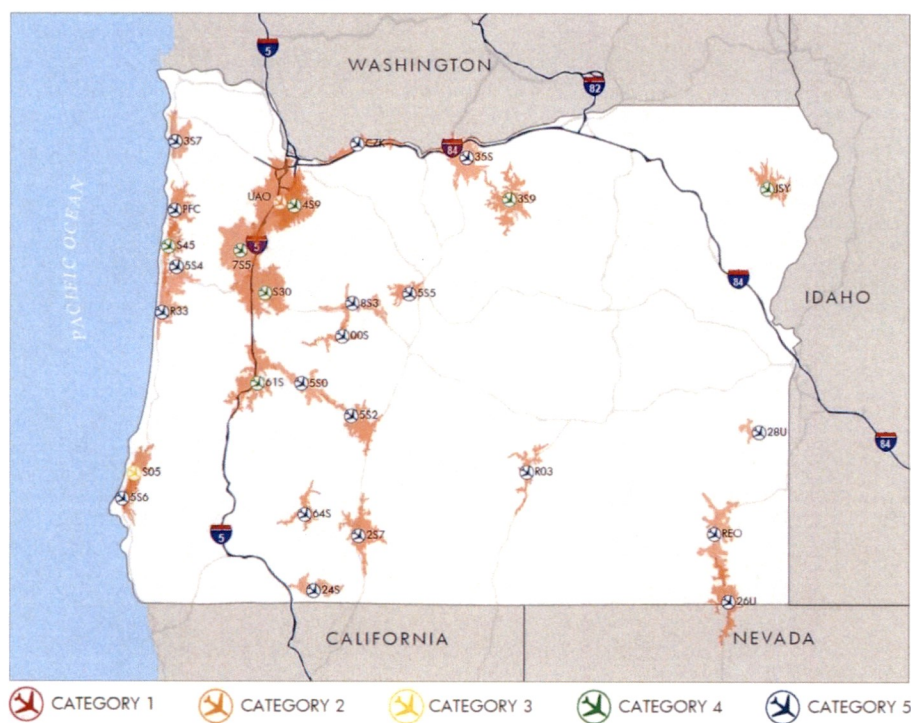 5
WASHINGTON
82
3S7
CZK
84
35S
UAO
4S9
3S9
JSY
PFC
S45
5
7S5
5S4
PACIFIC OCEAN
84
S30
8S3
5S5
IDAHO
R33
00S
61S
5S0
5S2
28U
84
S05
R03
5S6
64S
5
2S7
REO
24S
26U
CALIFORNIA
NEVADA
CATEGORY 1
CATEGORY 2
CATEGORY 3
CATEGORY 4
CATEGORY 5